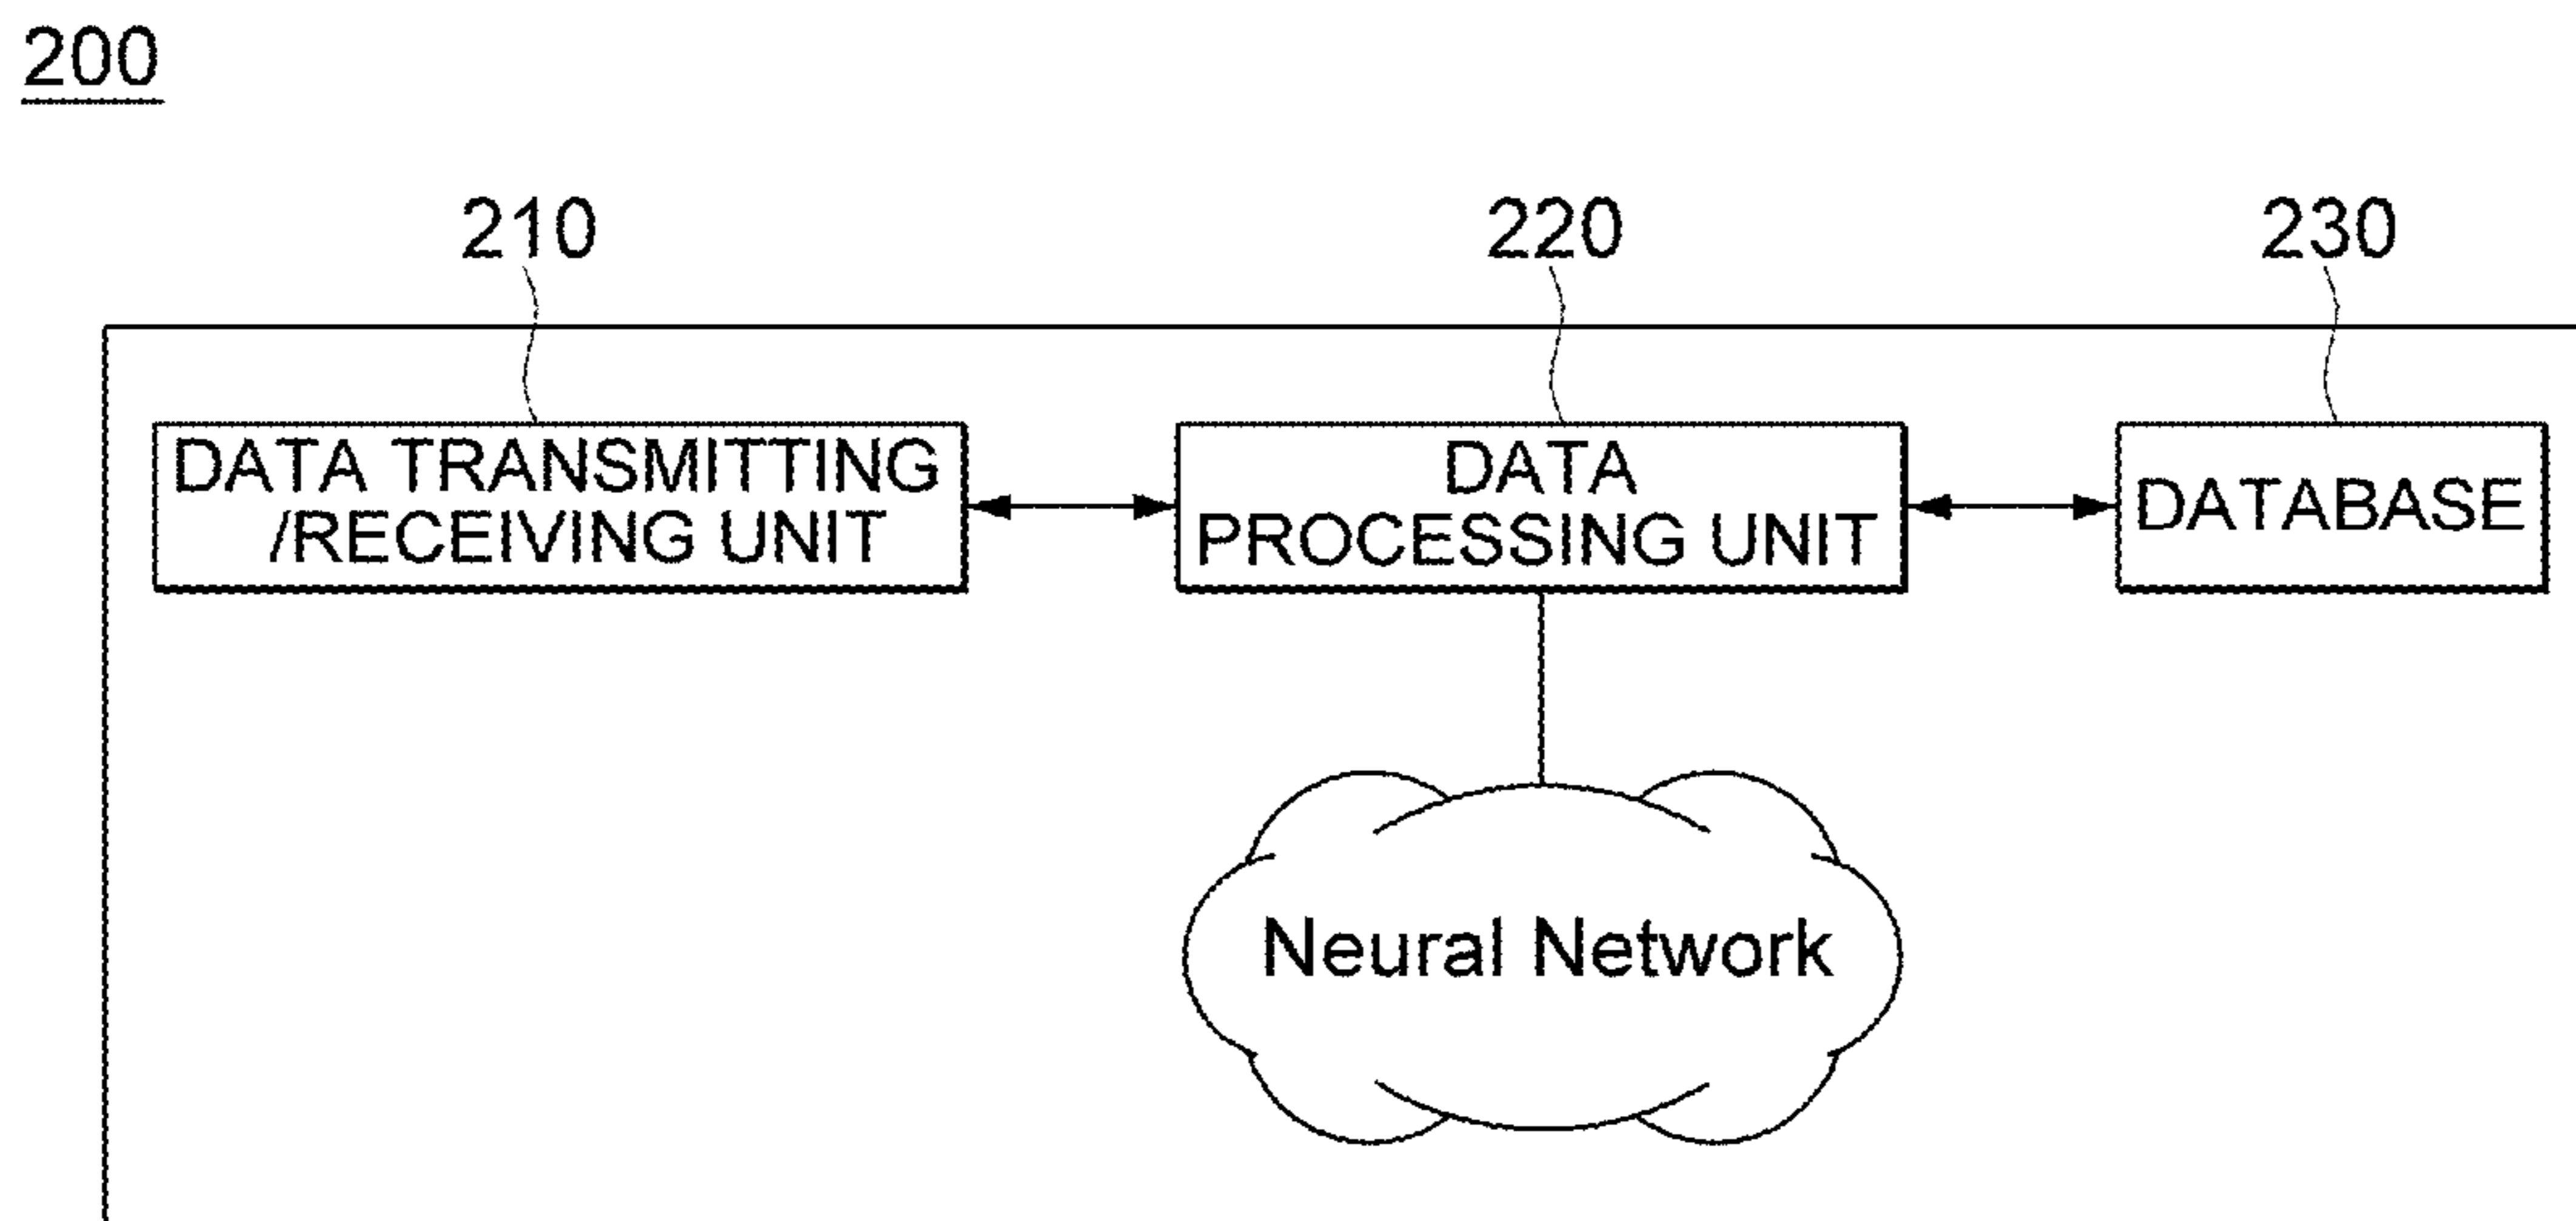 200
210
220
230
DATA TRANSMITTING
/RECEIVING UNIT
DATA
PROCESSING UNIT
DATABASE
Neural Network